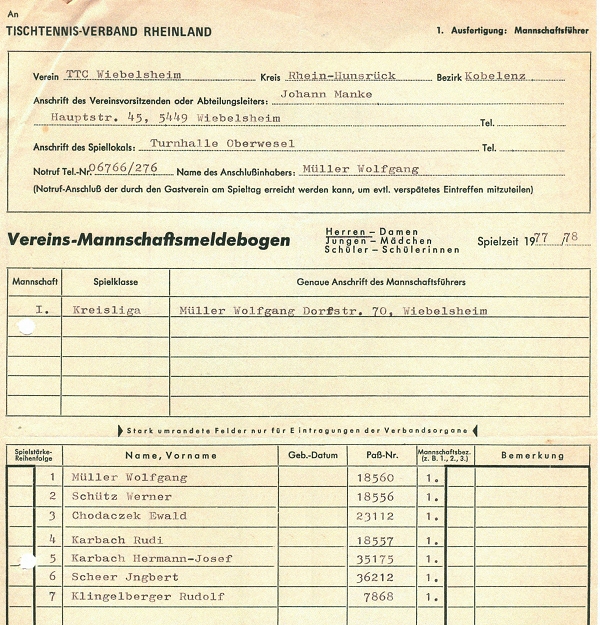 An
TISCHTENNIS-VERBAND RHEINLAND
1. Ausfertigung: Mannschaftsführer
Verein TTC Wiebelsheim Kreis Rhein-Hunsrück Bezirk Kobelenz
Anschrift des Vereinsvorsitzenden oder Abteilungsleiters: Johann Manke
Hauptstr. 45, 5449 Wiebelsheim Tel.
Anschrift des Spiellokals: Turnhalle Oberwesel Tel.
Notruf Tel.-Nr. 06766/276 Name des Anschlußinhabers: Müller Wolfgang
(Notruf-Anschluß der durch den Gastverein am Spieltag erreicht werden kann, um evtl. verspätetes Eintreffen mitzuteilen)
Vereins-Mannschaftsmeldebogen
Herren – Damen
Jungen – Mädchen
Schüler – Schülerinnen
Spielzeit 1977 /78
Mannschaft Spielklasse Genaue Anschrift des Mannschaftsführers
I. Kreisliga Müller Wolfgang Dorfstr. 70, Wiebelsheim
Stark umrandete Felder nur für Eintragungen der Verbandsorgane
Spielstärke-Reihenfolge Name, Vorname Geb.-Datum Paß-Nr. Mannschaftsbez. (z. B. 1., 2., 3.) Bemerkung
1 Müller Wolfgang 18560 1.
2 Schütz Werner 18556 1.
3 Chodaczek Ewald 23112 1.
4 Karbach Rudi 18557 1.
5 Karbach Hermann-Josef 35175 1.
6 Scheer Jngbert 36212 1.
7 Klingelberger Rudolf 7868 1.